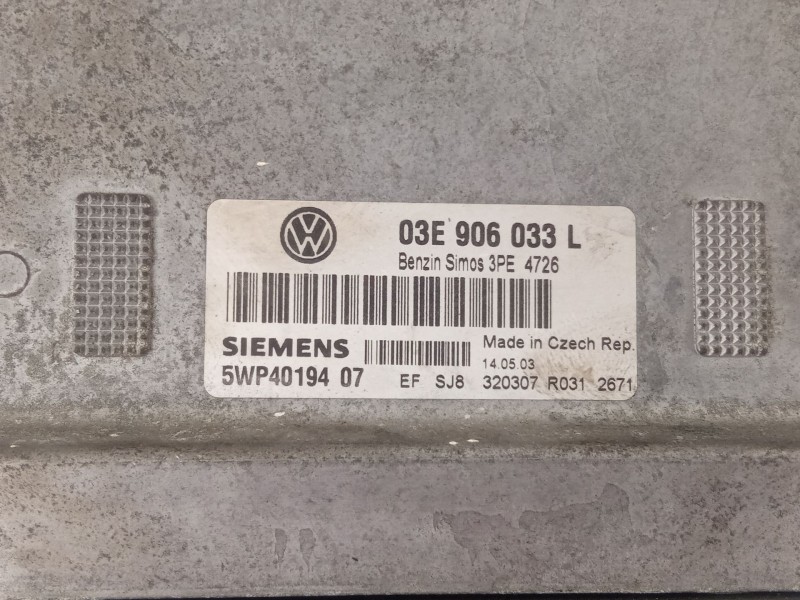 VW
03E 906 033 L
Benzin Simos 3PE 4726
SIEMENS
Made in Czech Rep.
14.05.03
5WP40194 07
EF SJ8 320307 R031 2671